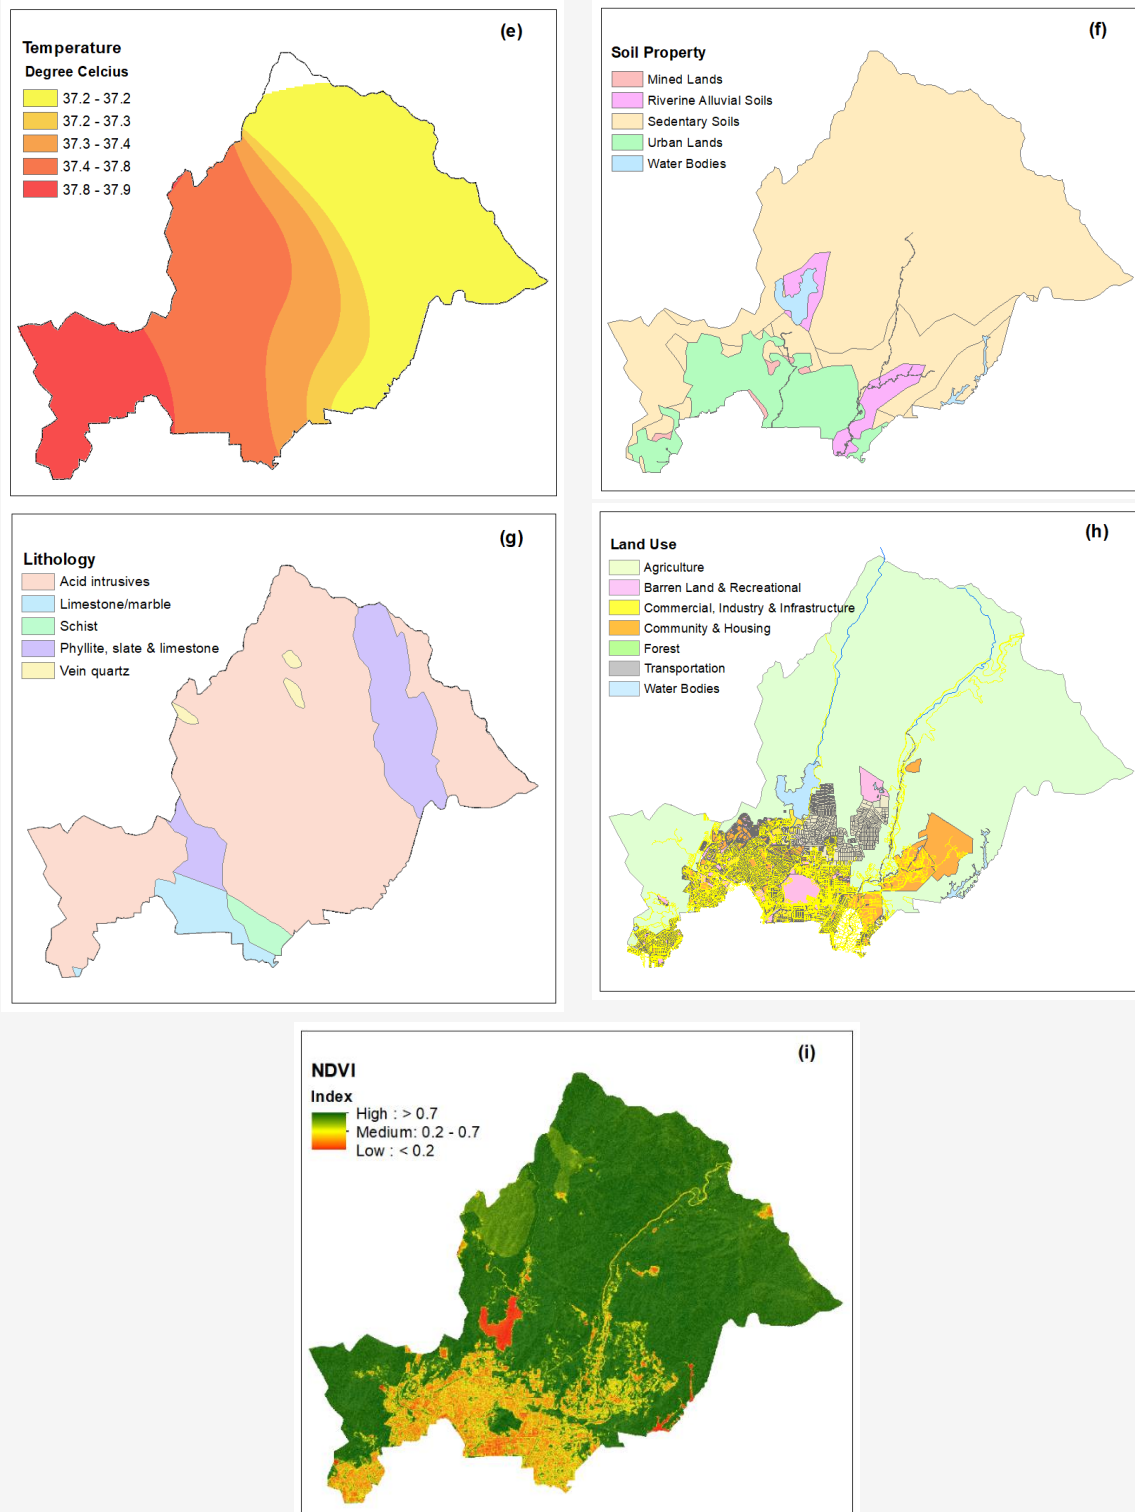 (e)
Temperature
Degree Celcius
37.2 - 37.2
37.2 - 37.3
37.3 - 37.4
37.4 - 37.8
37.8 - 37.9
(f)
Soil Property
Mined Lands
Riverine Alluvial Soils
Sedentary Soils
Urban Lands
Water Bodies
(g)
Lithology
Acid intrusives
Limestone/marble
Schist
Phyllite, slate & limestone
Vein quartz
(h)
Land Use
Agriculture
Barren Land & Recreational
Commercial, Industry & Infrastructure
Community & Housing
Forest
Transportation
Water Bodies
(i)
NDVI
Index
High : > 0.7
Medium: 0.2 - 0.7
Low : < 0.2